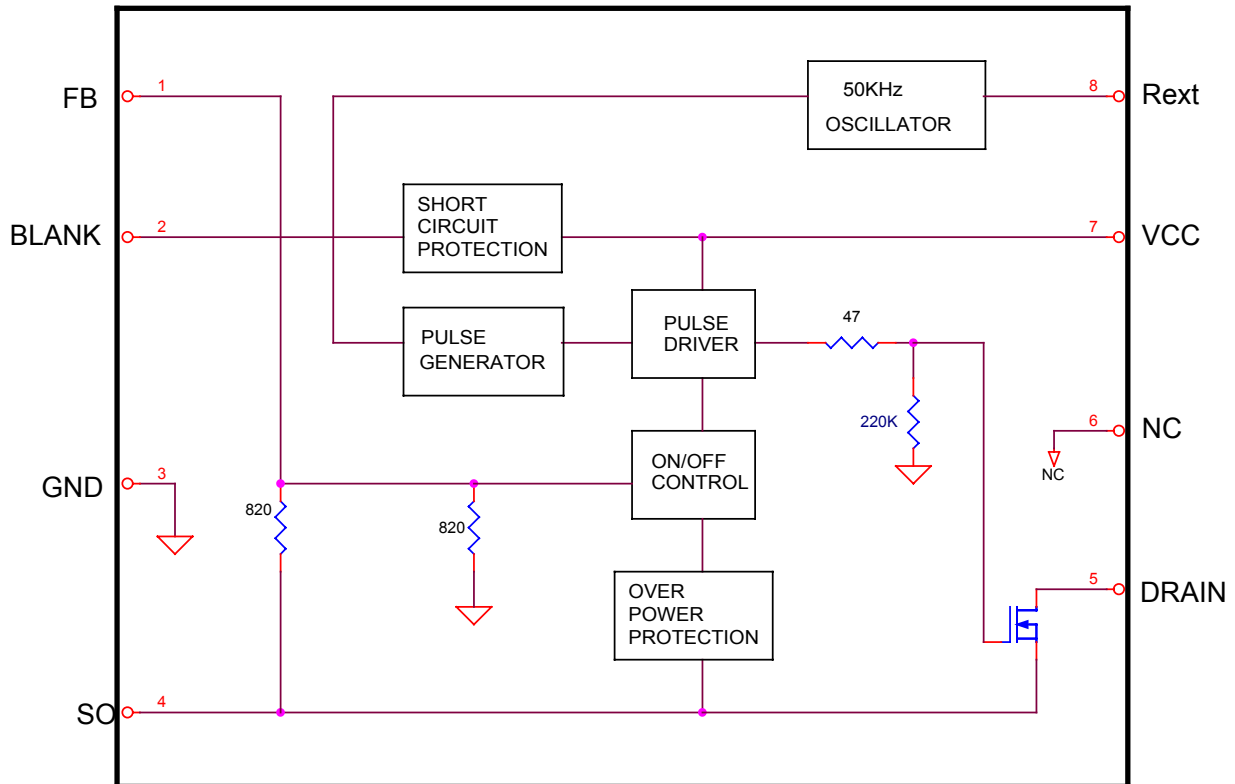 FB
1
50KHz
OSCILLATOR
8
Rext
BLANK
2
SHORT
CIRCUIT
PROTECTION
7
VCC
PULSE
GENERATOR
PULSE
DRIVER
47
220K
6
NC
NC
GND
3
820
820
ON/OFF
CONTROL
OVER
POWER
PROTECTION
5
DRAIN
SO
4